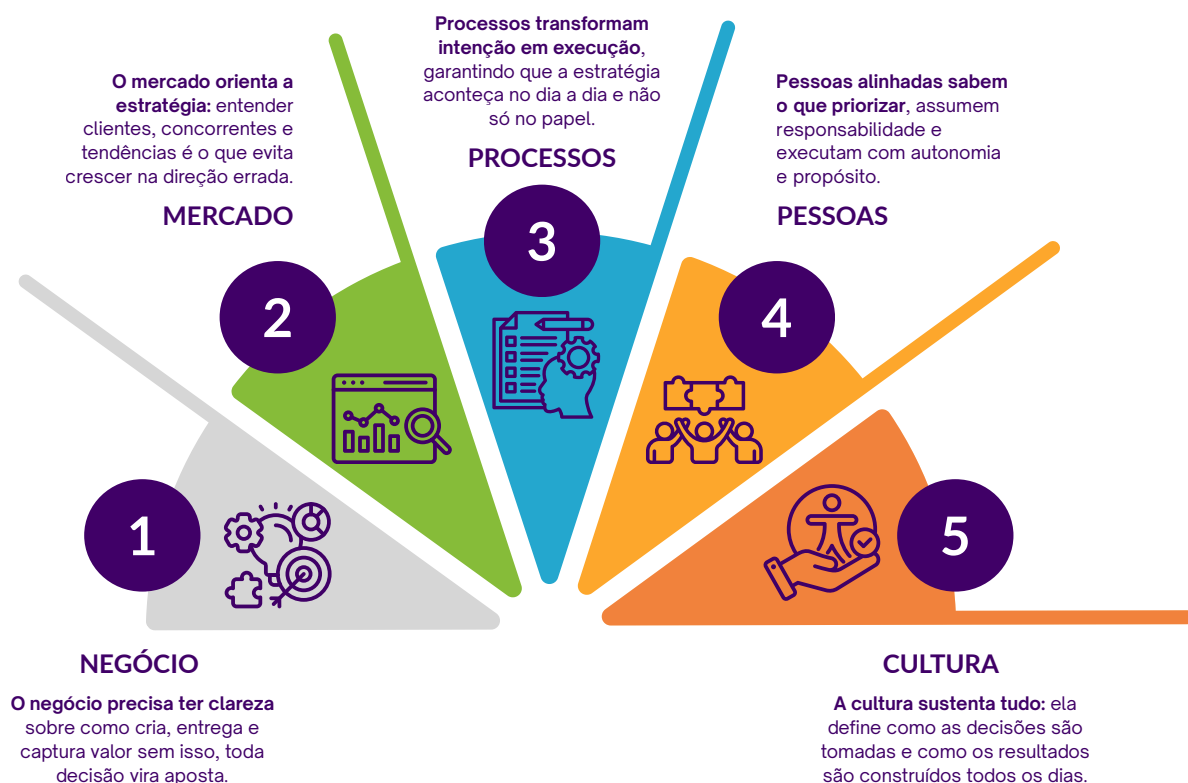 1
NEGÓCIO
O negócio precisa ter clareza
sobre como cria, entrega e
captura valor sem isso, toda
decisão vira aposta.
O mercado orienta a
estratégia: entender
clientes, concorrentes e
tendências é o que evita
crescer na direção errada.
MERCADO
2
Processos transformam
intenção em execução,
garantindo que a estratégia
aconteça no dia a dia e não
só no papel.
PROCESSOS
3
Pessoas alinhadas sabem
o que priorizar, assumem
responsabilidade e
executam com autonomia
e propósito.
PESSOAS
4
5
CULTURA
A cultura sustenta tudo: ela
define como as decisões são
tomadas e como os resultados
são construídos todos os dias.